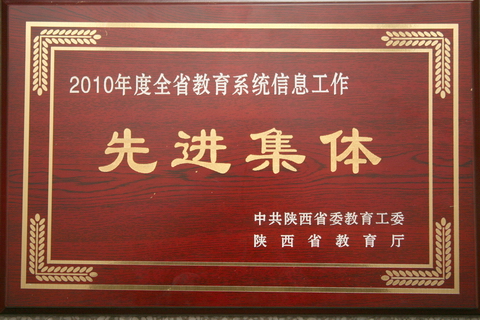 2010年度全省教育系统信息工作
先进集体
中共陕西省委教育工委
陕西省教育厅